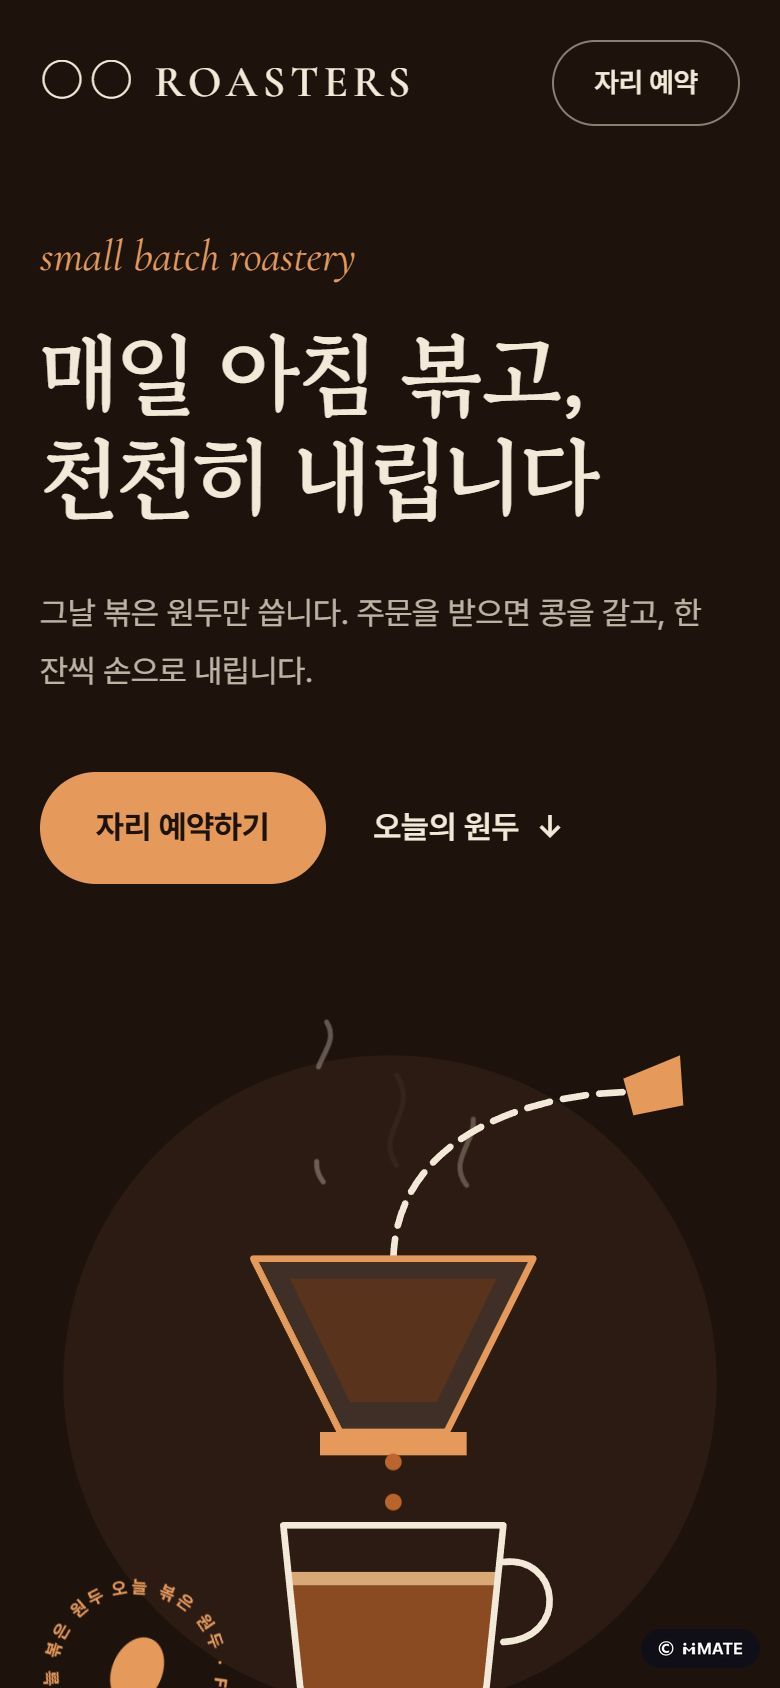 ○○ ROASTERS
자리 예약
small batch roastery
매일 아침 볶고,
천천히 내립니다
그날 볶은 원두만 씁니다. 주문을 받으면 콩을 갈고, 한
잔씩 손으로 내립니다.
자리 예약하기
오늘의 원두 ↓
볶은 원두 오늘 볶은 원두 ·
© MATE